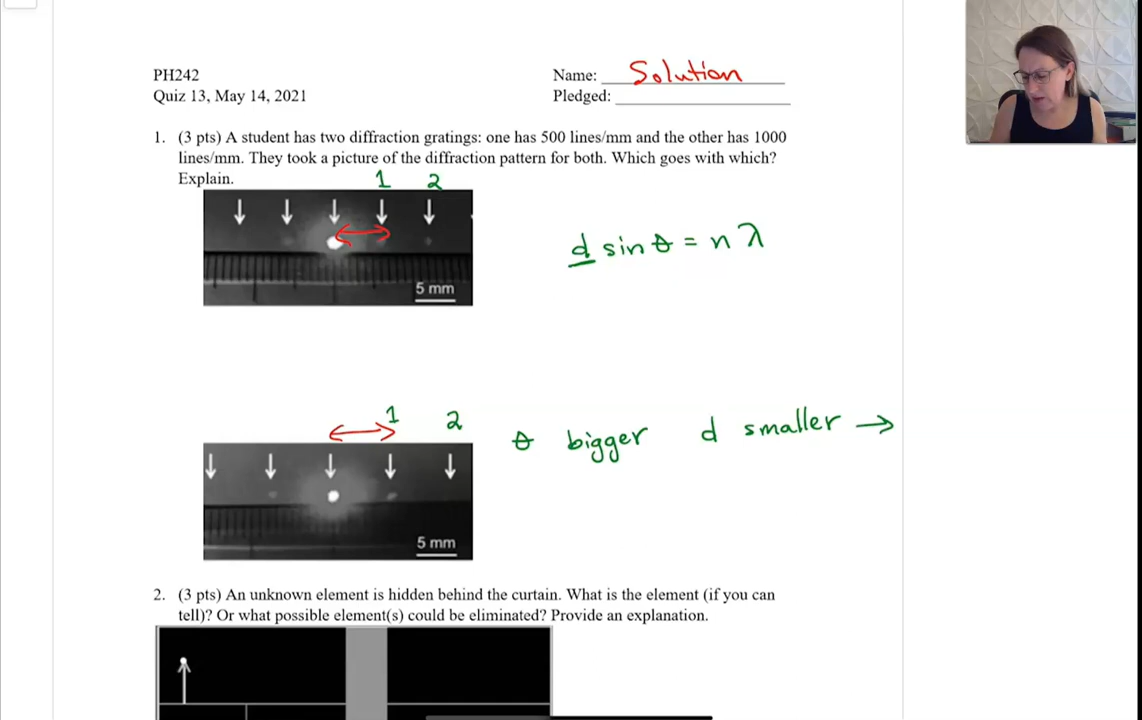 PH242
Name: Solution
Quiz 13, May 14, 2021
Pledged:
1. (3 pts) A student has two diffraction gratings: one has 500 lines/mm and the other has 1000
lines/mm. They took a picture of the diffraction pattern for both. Which goes with which?
Explain.
1 2
d sin θ = n λ
5 mm
1 2
θ bigger d smaller →
5 mm
2. (3 pts) An unknown element is hidden behind the curtain. What is the element (if you can
tell)? Or what possible element(s) could be eliminated? Provide an explanation.